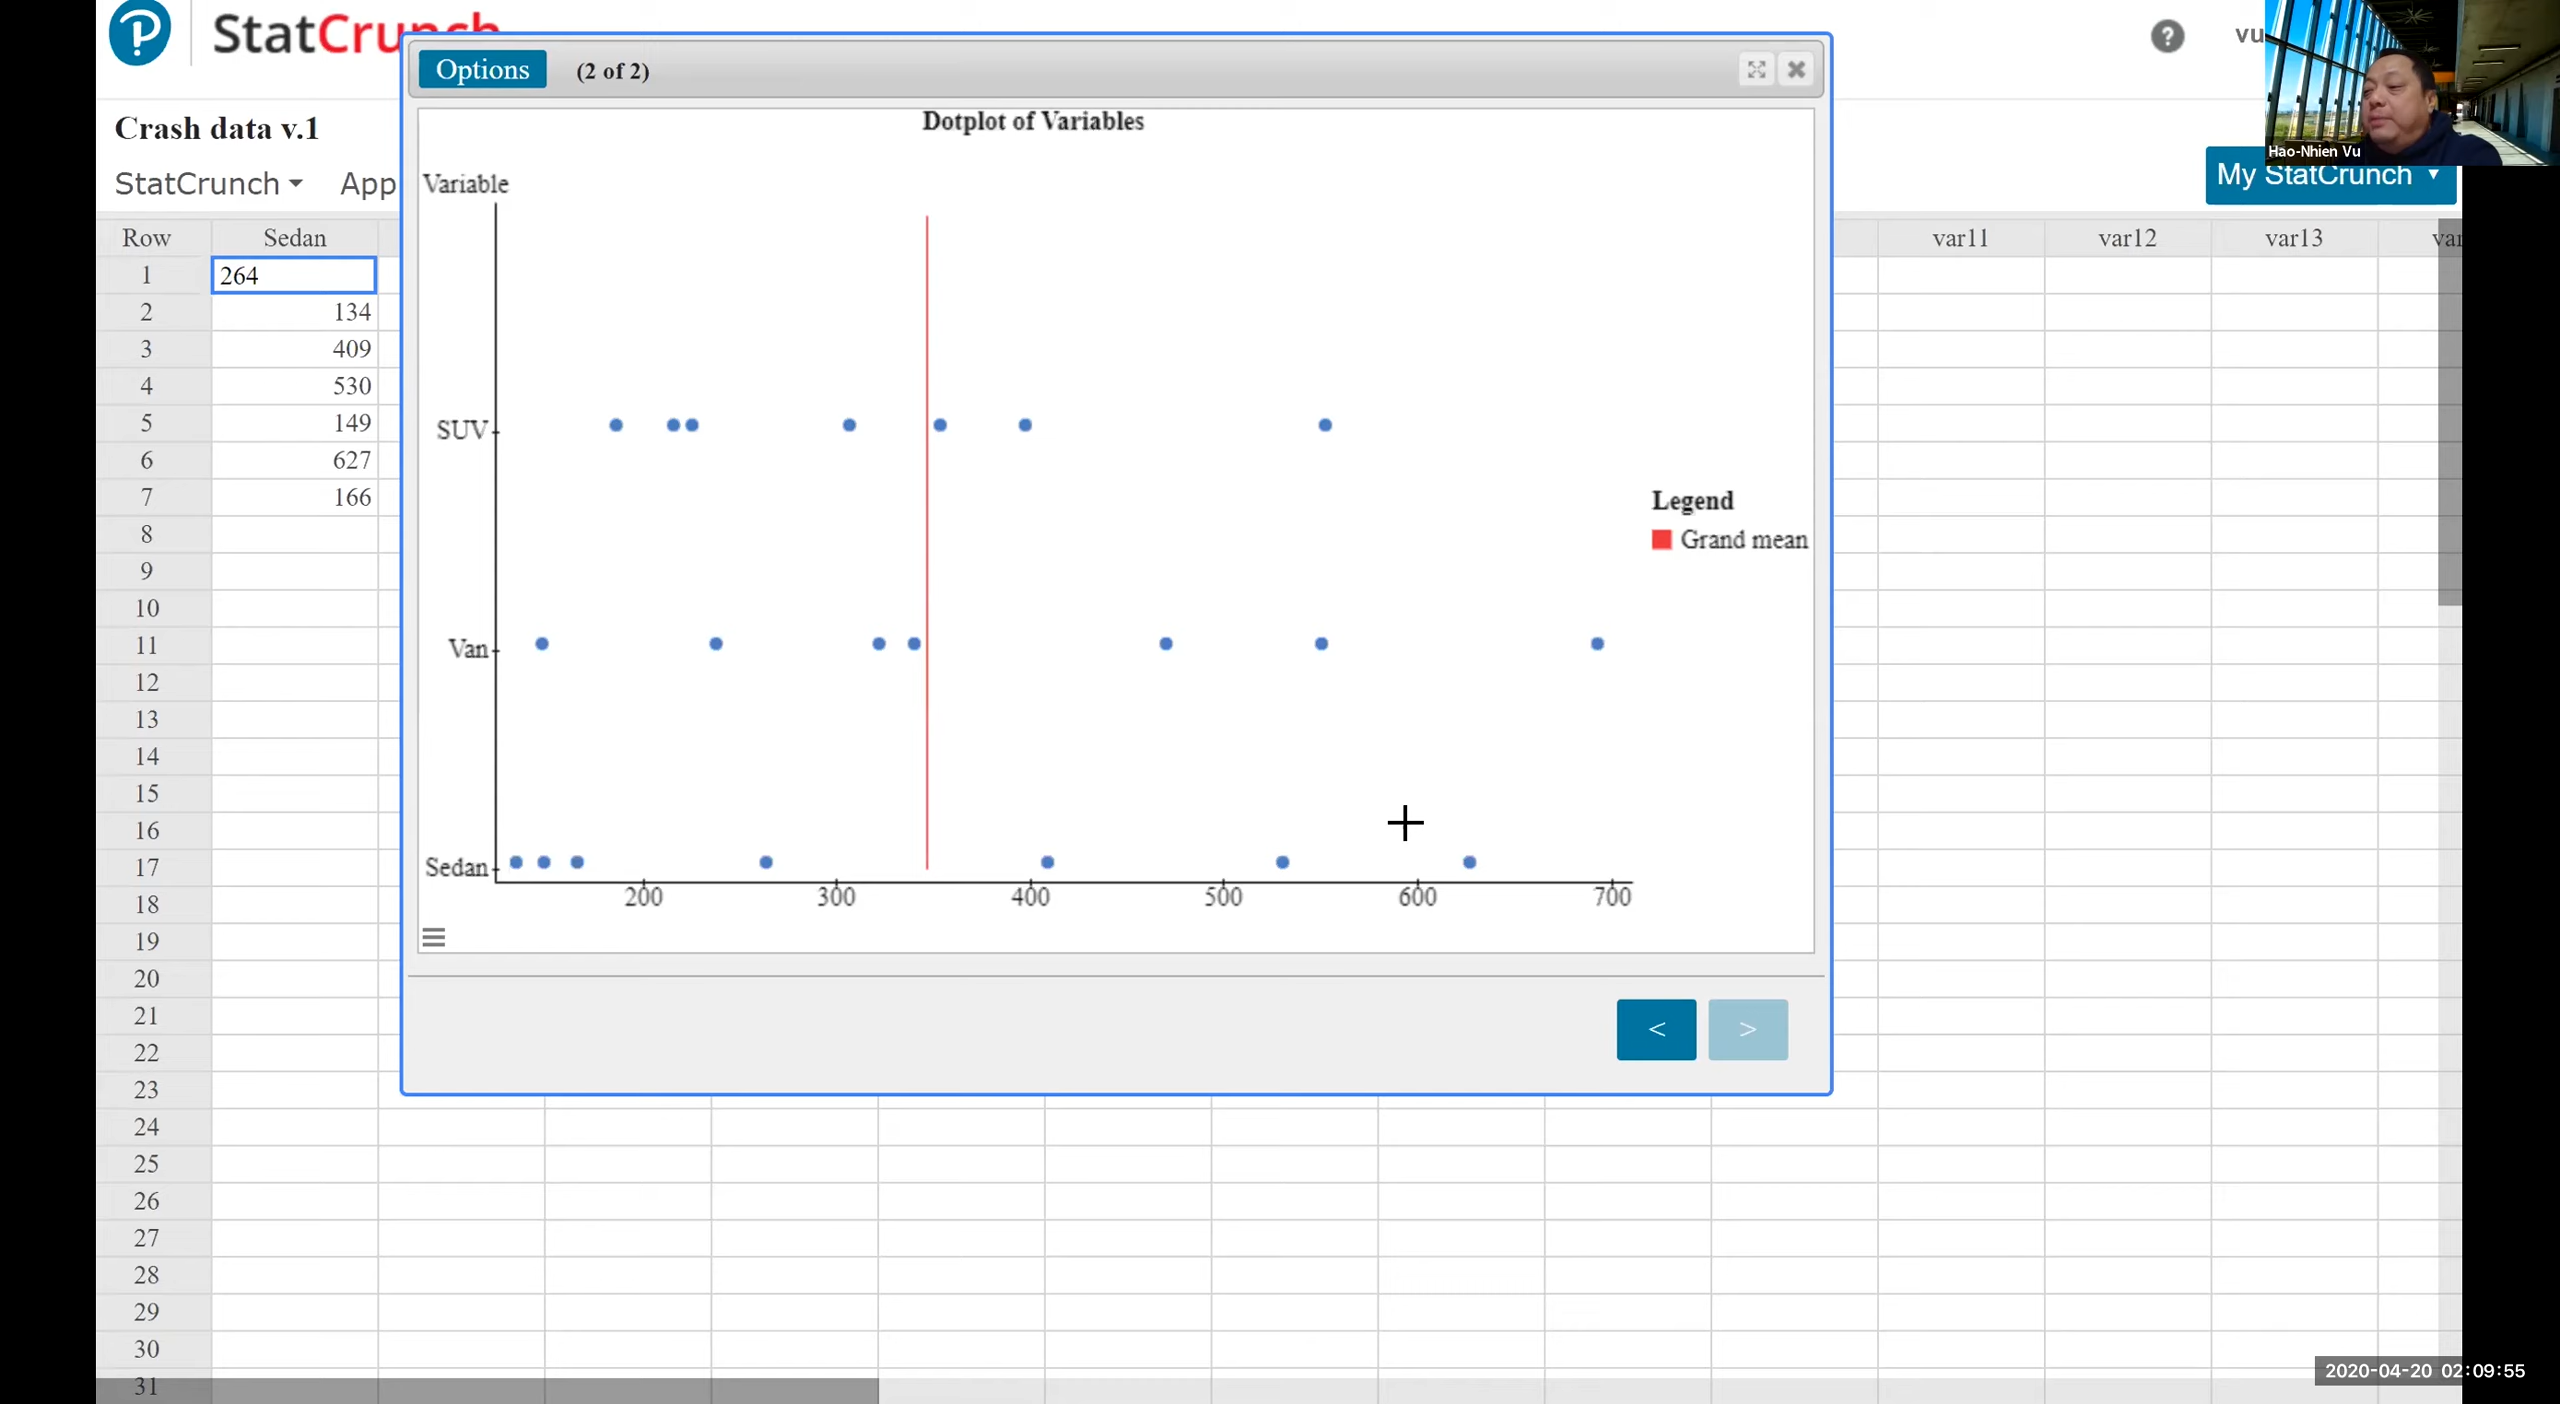 StatCrunch
Options (2 of 2)
?
vu
Hao-Nhien Vu
Crash data v.1
StatCrunch App
My StatCrunch
Row Sedan var11 var12 var13 var
1 264
2 134
3 409
4 530
5 149
6 627
7 166
8
9
10
11
12
13
14
15
16
17
18
19
20
21
22
23
24
25
26
27
28
29
30
31
Dotplot of Variables
Variable
SUV
Van
Sedan
200 300 400 500 600 700
Legend
Grand mean
< >
2020-04-20 02:09:55